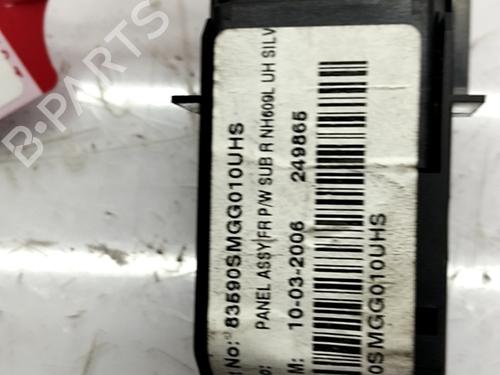 t No: 83590SMGG010UHS
PANEL ASSY(FR P/W SUB R NH609L UH SILV
o:
M: 10-03-2006 249865
0SMGG010UHS
B-PARTS